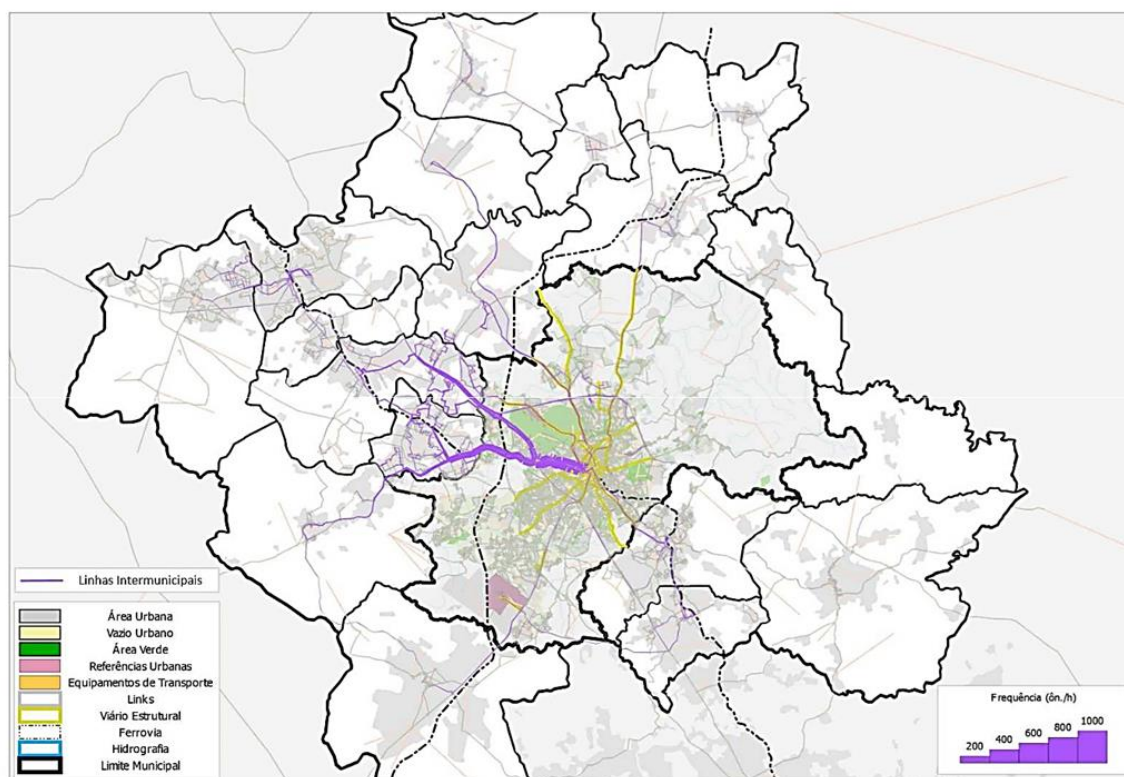 Linhas Intermunicipais
Área Urbana
Vazio Urbano
Área Verde
Referências Urbanas
Equipamentos de Transporte
Links
Viário Estrutural
Ferrovia
Hidrografia
Limite Municipal
Frequência (ôn./h)
200 400 600 800 1000